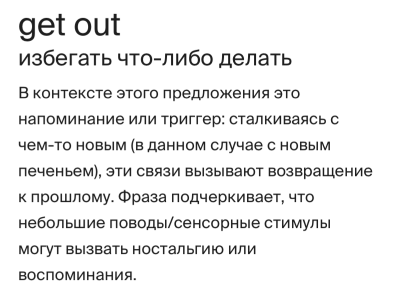 get out
избегать что-либо делать
В контексте этого предложения это
напоминание или триггер: сталкиваясь с
чем-то новым (в данном случае с новым
печеньем), эти связи вызывают возвращение
к прошлому. Фраза подчеркивает, что
небольшие поводы/сенсорные стимулы
могут вызвать ностальгию или
воспоминания.